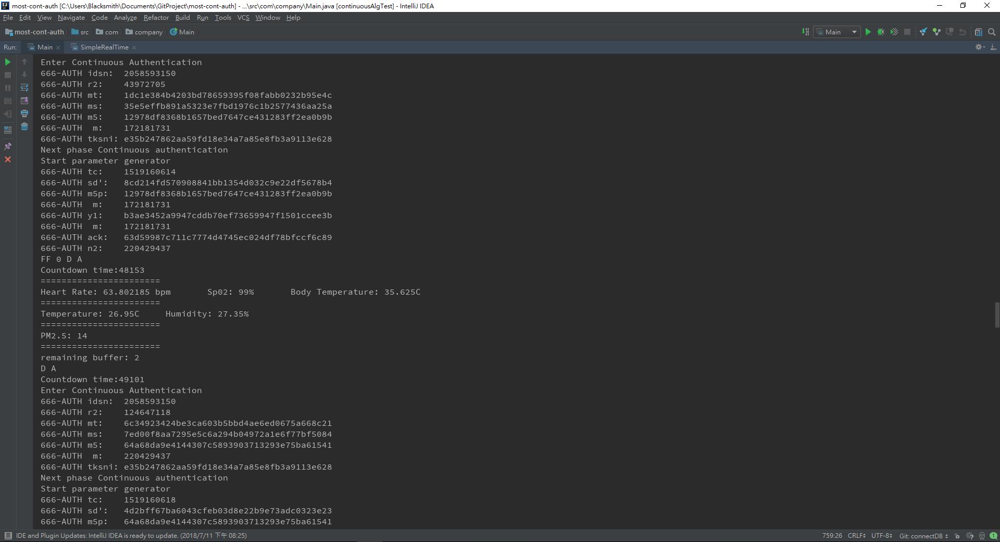 most-cont-auth [C:\Users\Blacksmith\Documents\GitProject\most-cont-auth] - ...\src\com\company\Main.java [continuousAlgTest] - IntelliJ IDEA
File Edit View Navigate Code Analyze Refactor Build Run Tools VCS Window Help
most-cont-auth src com company Main Main
Run: Main SimpleRealTime
Enter Continuous Authentication
666-AUTH idsn: 2058593150
666-AUTH r2: 43972705
666-AUTH mt: 1dc1e384b4203bd78659395f08fabb0232b95e4c
666-AUTH ms: 35e5effb891a5323e7fbd1976c1b2577436aa25a
666-AUTH m5: 12978df8368b1657bed7647ce431283ff2ea0b9b
666-AUTH m: 172181731
666-AUTH tksni: e35b247862aa59fd18e34a7a85e8fb3a9113e628
Next phase Continuous authentication
Start parameter generator
666-AUTH tc: 1519160614
666-AUTH sd': 8cd214fd570908841bb1354d032c9e22df5678b4
666-AUTH m5p: 12978df8368b1657bed7647ce431283ff2ea0b9b
666-AUTH m: 172181731
666-AUTH y1: b3ae3452a9947cddb70ef73659947f1501ccee3b
666-AUTH m: 172181731
666-AUTH ack: 63d59987c711c7774d4745ec024df78bfccf6c89
666-AUTH n2: 220429437
FF 0 D A
Countdown time:48153
=======================
Heart Rate: 63.802185 bpm Sp02: 99% Body Temperature: 35.625C
=======================
Temperature: 26.95C Humidity: 27.35%
=======================
PM2.5: 14
=======================
remaining buffer: 2
D A
Countdown time:49101
Enter Continuous Authentication
666-AUTH idsn: 2058593150
666-AUTH r2: 124647118
666-AUTH mt: 6c34923424be3ca603b5bbd4ae6ed0675a668c21
666-AUTH ms: 7ed00f8aa7295e5c6a294b04972a1e6f77bf5084
666-AUTH m5: 64a68da9e4144307c5893903713293e75ba61541
666-AUTH m: 220429437
666-AUTH tksni: e35b247862aa59fd18e34a7a85e8fb3a9113e628
Next phase Continuous authentication
Start parameter generator
666-AUTH tc: 1519160618
666-AUTH sd': 4d2bff67ba6043cfeb03d8e22b9e73adc0323e23
666-AUTH m5p: 64a68da9e4144307c5893903713293e75ba61541
IDE and Plugin Updates: IntelliJ IDEA is ready to update. (2018/7/11 下午 08:25) 759:26 CRLF UTF-8 Git: connectDB 1